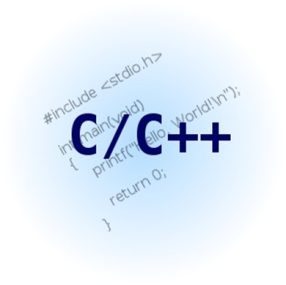 #include <stdio.h>
int main(void)
C/C++
{ printf("Hello, World!\n");
return 0;
}